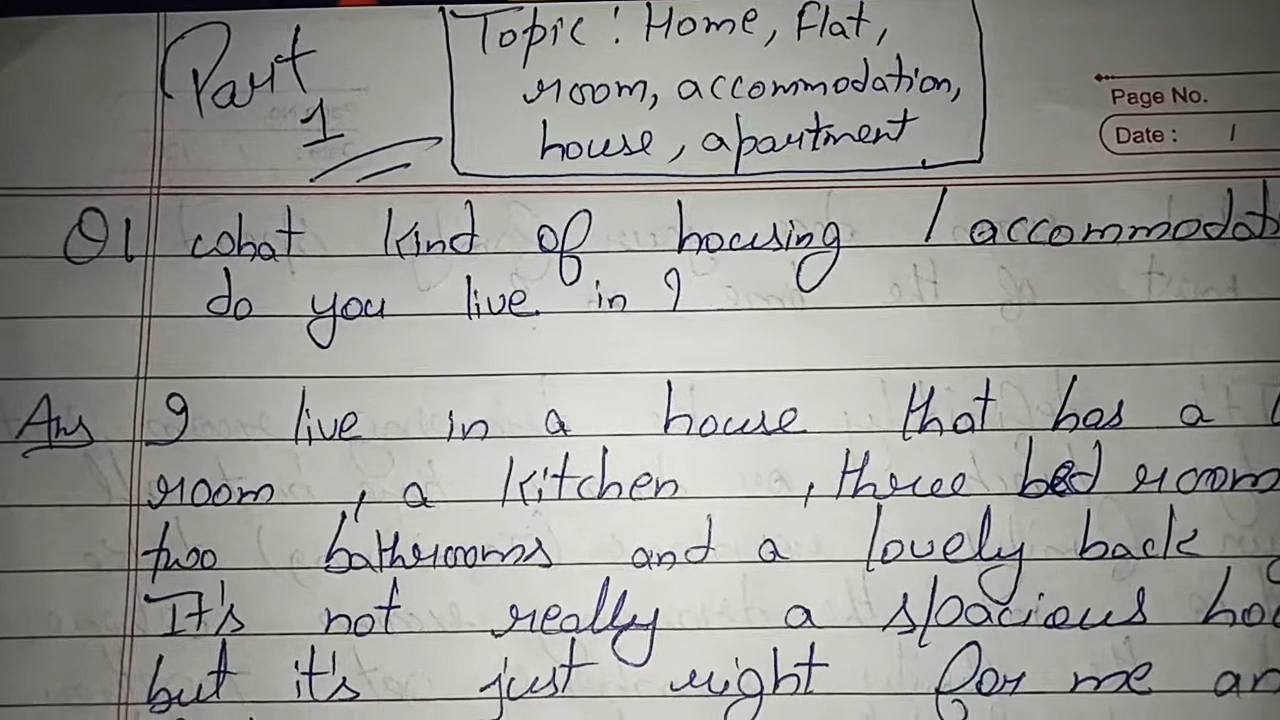 Part 1
Topic : Home, Flat,
room, accommodation,
house, apartment
Page No.
Date : /
Q1 what kind of housing / accommodat
do you live in ?
Ans I live in a house that has a
room , a kitchen , three bed room
two bathrooms and a lovely back
It's not really a spacious ho
but it's just right for me an